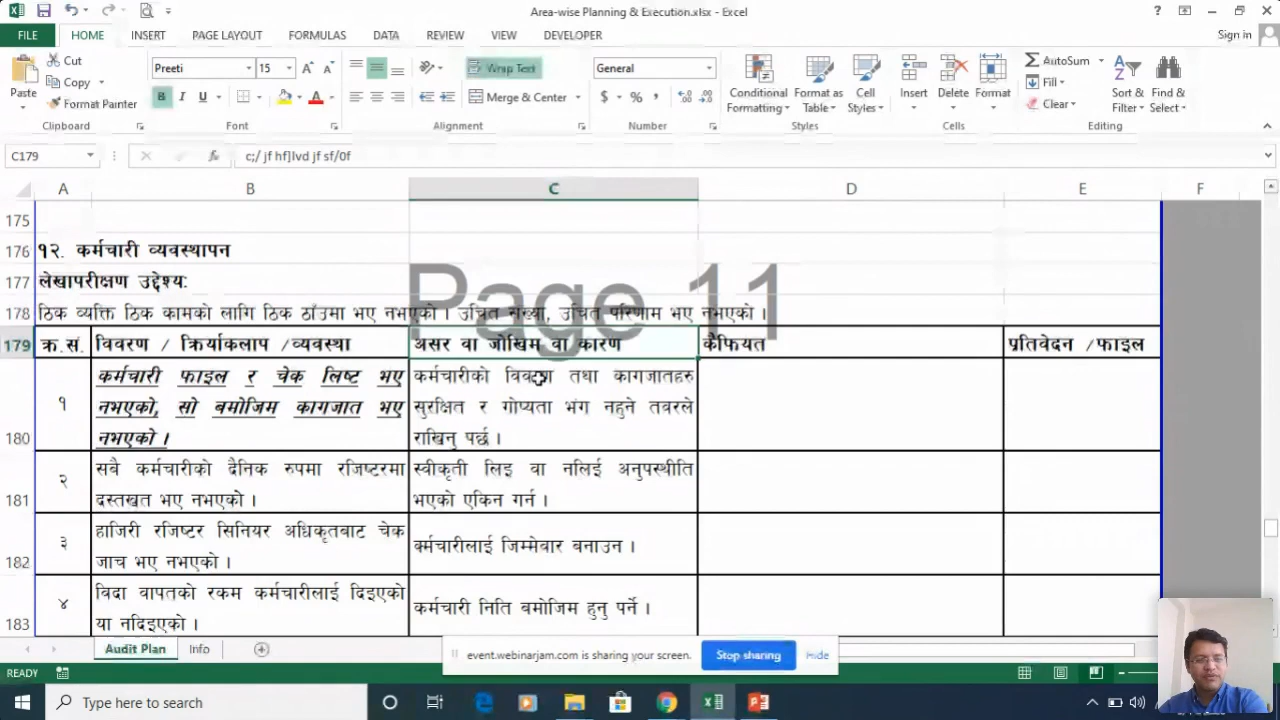 Area-wise Planning & Execution.xlsx - Excel
FILE HOME INSERT PAGE LAYOUT FORMULAS DATA REVIEW VIEW DEVELOPER Sign in
Paste Cut Copy Format Painter Clipboard
Preeti 15 B I U Font
Wrap Text Merge & Center Alignment
General $ % , Number
Conditional Formatting Format as Table Cell Styles Styles
Insert Delete Format Cells
AutoSum Fill Clear Sort & Filter Find & Select Editing
C179 fx c;/ jf hf]lvd jf sf/0f
A B C D E F
175
176 १२. कर्मचारी व्यवस्थापन
177 लेखापरीक्षण उद्देश्य:
178 ठिक व्यक्ति ठिक कामको लागि ठिक ठाँउमा भए नभएको । उचित संख्या, उचित परिणाम भए नभएको ।
Page 11
179 क्र.सं. विवरण / क्रियाकलाप /व्यवस्था असर वा जोखिम वा कारण कैफियत प्रतिवेदन /फाइल
१ कर्मचारी फाइल र चेक लिष्ट भए कर्मचारीको विवरण तथा कागजातहरु
नभएको, सो बमोजिम कागजात भए सुरक्षित र गोप्यता भंग नहुने तवरले
180 नभएको । राखिनु पर्छ ।
२ सबै कर्मचारीको दैनिक रुपमा रजिष्टरमा स्वीकृती लिइ वा नलिई अनुपस्थीति
181 दस्तखत भए नभएको । भएको एकिन गर्न ।
३ हाजिरी रजिष्टर सिनियर अधिकृतबाट चेक
182 जाच भए नभएको । कर्मचारीलाई जिम्मेबार बनाउन ।
४ विदा वापतको रकम कर्मचारीलाई दिइएको
183 या नदिइएको । कर्मचारी निति बमोजिम हुनु पर्ने ।
Audit Plan Info
event.webinarjam.com is sharing your screen. Stop sharing Hide
READY
Type here to search